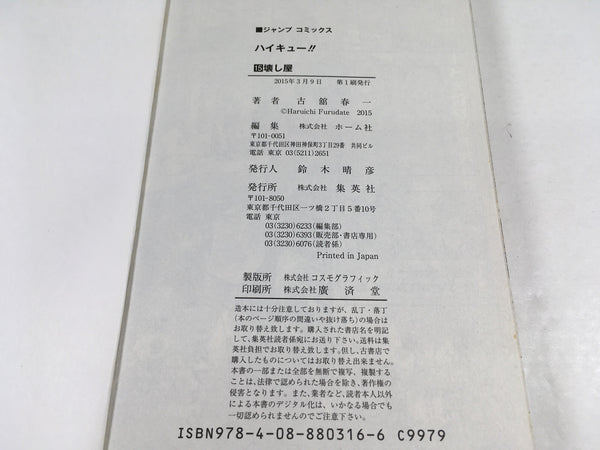 ■ジャンプ コミックス
ハイキュー!!
15壊し屋
2015年3月9日 第1刷発行
著者 古舘春一
©Haruichi Furudate 2015
編集 株式会社 ホーム社
〒101-0051
東京都千代田区神田神保町3丁目29番 共同ビル
電話 東京 03(5211)2651
発行人 鈴木晴彦
発行所 株式会社 集英社
〒101-8050
東京都千代田区一ツ橋2丁目5番10号
電話 東京
03(3230)6233(編集部)
03(3230)6393(販売部・書店専用)
03(3230)6076(読者係)
Printed in Japan
製版所 株式会社 コスモグラフィック
印刷所 株式会社 廣済堂
造本には十分注意しておりますが、乱丁・落丁
(本のページ順序の間違いや抜け落ち)の場合は
お取り替え致します。購入された書店名を明記
して、集英社読者係宛にお送り下さい。送料は集
英社負担でお取り替え致します。但し、古書店で
購入したものについてはお取り替え出来ません。
本書の一部または全部を無断で複写、複製する
ことは、法律で認められた場合を除き、著作権の
侵害となります。また、業者など、読者本人以外
による本書のデジタル化は、いかなる場合でも
一切認められませんのでご注意下さい。
ISBN978-4-08-880316-6 C9979